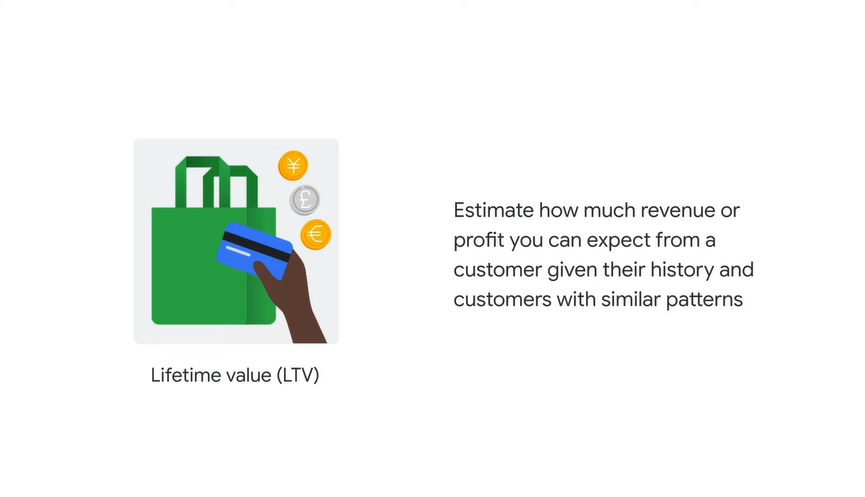 ¥
£
€
Lifetime value (LTV)
Estimate how much revenue or
profit you can expect from a
customer given their history and
customers with similar patterns